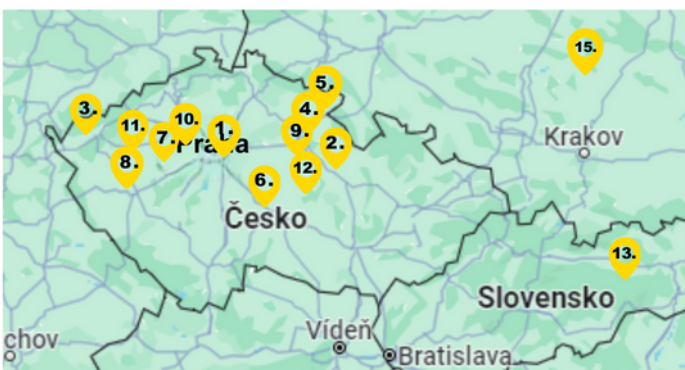 15.
5.
3.
4.
10.
11.
1.
9.
7.
Praha
2.
Krakov
8.
12.
6.
Česko
13.
Slovensko
Vídeň
chov
Bratislava